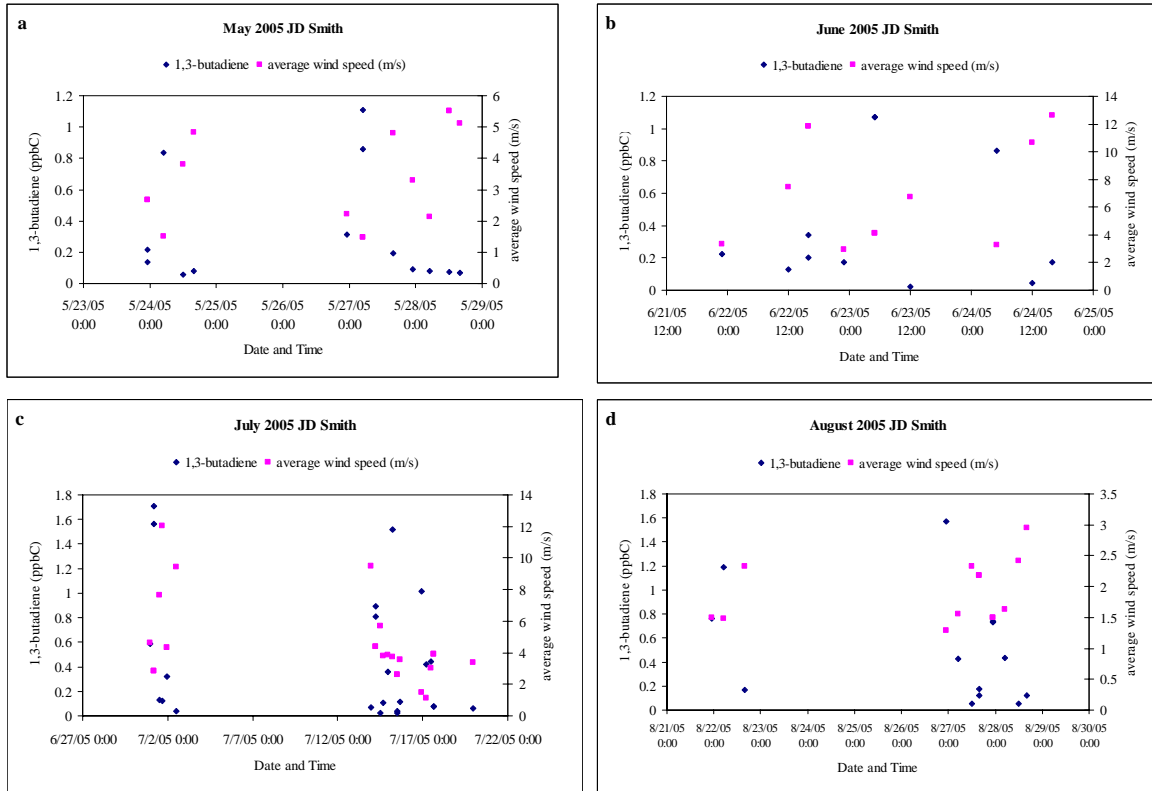 a
May 2005 JD Smith
1,3-butadiene average wind speed (m/s)
1,3-butadiene (ppbC)
1.2
1
0.8
0.6
0.4
0.2
0
6
5
4
3
2
1
0
average wind speed (m/s)
5/23/05 5/24/05 5/25/05 5/26/05 5/27/05 5/28/05 5/29/05
0:00 0:00 0:00 0:00 0:00 0:00 0:00
Date and Time
b
June 2005 JD Smith
1,3-butadiene average wind speed (m/s)
1,3-butadiene (ppbC)
1.2
1
0.8
0.6
0.4
0.2
0
14
12
10
8
6
4
2
0
average wind speed (m/s)
6/21/05 6/22/05 6/22/05 6/23/05 6/23/05 6/24/05 6/24/05 6/25/05
12:00 0:00 12:00 0:00 12:00 0:00 12:00 0:00
Date and Time
c
July 2005 JD Smith
1,3-butadiene average wind speed (m/s)
1,3-butadiene (ppbC)
1.8
1.6
1.4
1.2
1
0.8
0.6
0.4
0.2
0
14
12
10
8
6
4
2
0
average wind speed (m/s)
6/27/05 0:00 7/2/05 0:00 7/7/05 0:00 7/12/05 0:00 7/17/05 0:00 7/22/05 0:00
Date and Time
d
August 2005 JD Smith
1,3-butadiene average wind speed (m/s)
1,3-butadiene (ppbC)
1.8
1.6
1.4
1.2
1
0.8
0.6
0.4
0.2
0
3.5
3
2.5
2
1.5
1
0.5
0
average wind speed (m/s)
8/21/05 8/22/05 8/23/05 8/24/05 8/25/05 8/26/05 8/27/05 8/28/05 8/29/05 8/30/05
0:00 0:00 0:00 0:00 0:00 0:00 0:00 0:00 0:00 0:00
Date and Time